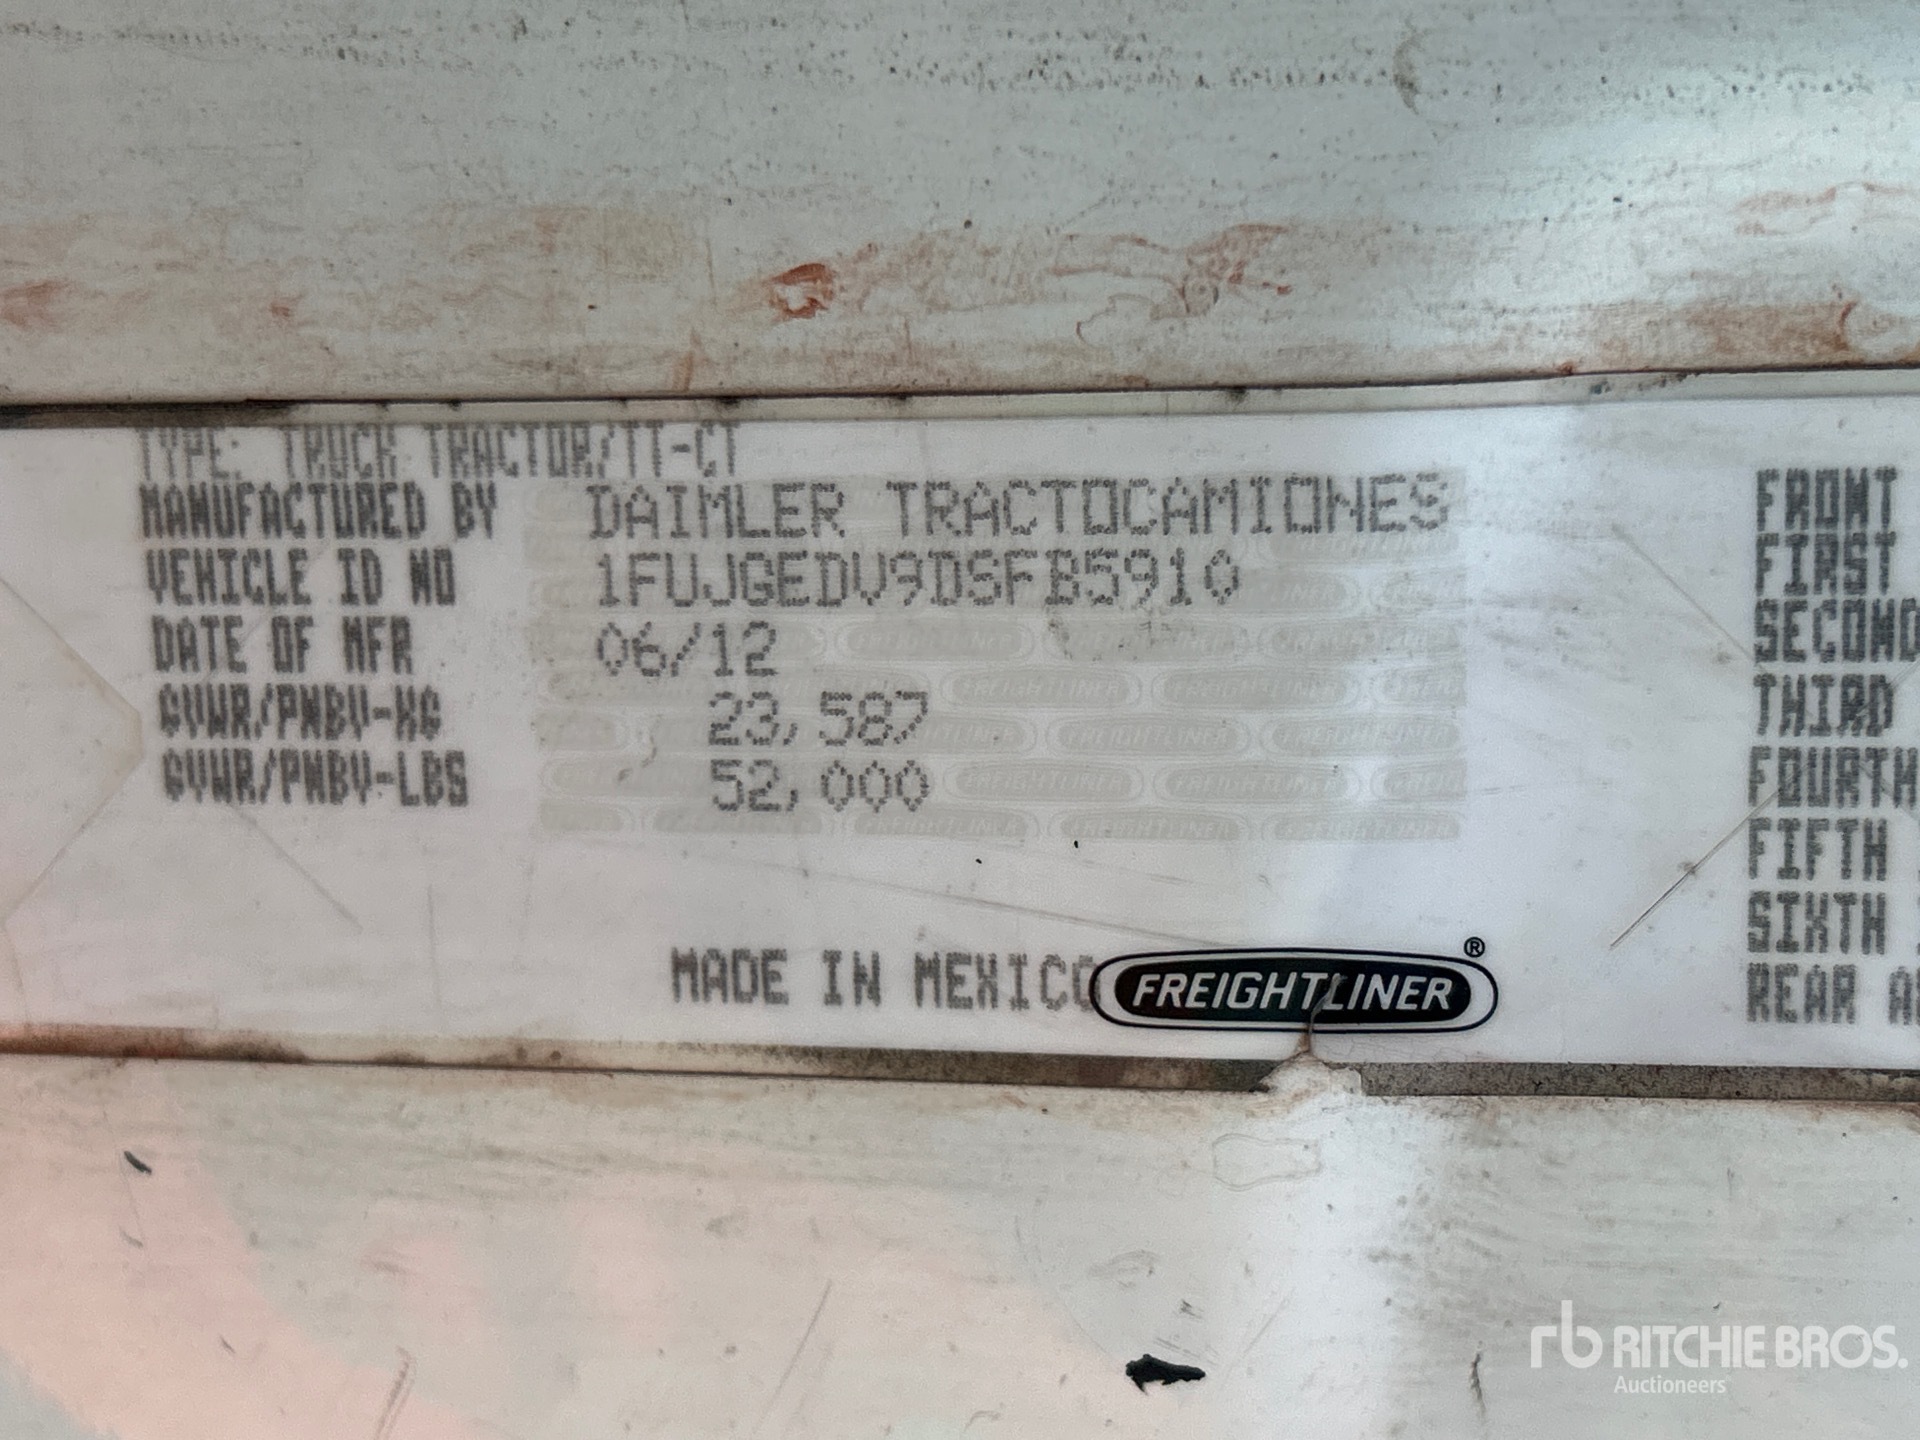 TYPE: TRUCK TRACTOR/TT-CT
MANUFACTURED BY DAIMLER TRACTOCAMIONES
VEHICLE ID NO 1FUJGEDV9DSFB5910
DATE OF MFR 06/12
GVWR/PNBV-KG 23,587
GVWR/PNBV-LBS 52,000
MADE IN MEXICO FREIGHTLINER®
FRONT
FIRST
SECOND
THIRD
FOURTH
FIFTH
SIXTH
REAR
rb RITCHIE BROS.
Auctioneers